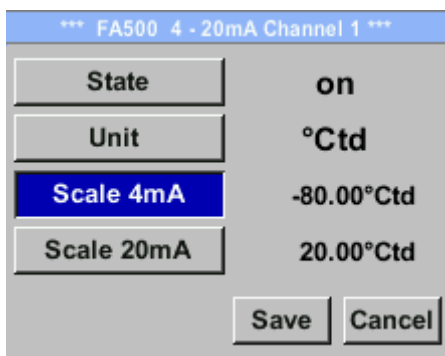 *** FA500 4 - 20mA Channel 1 ***
State on
Unit °Ctd
Scale 4mA -80.00°Ctd
Scale 20mA 20.00°Ctd
Save Cancel